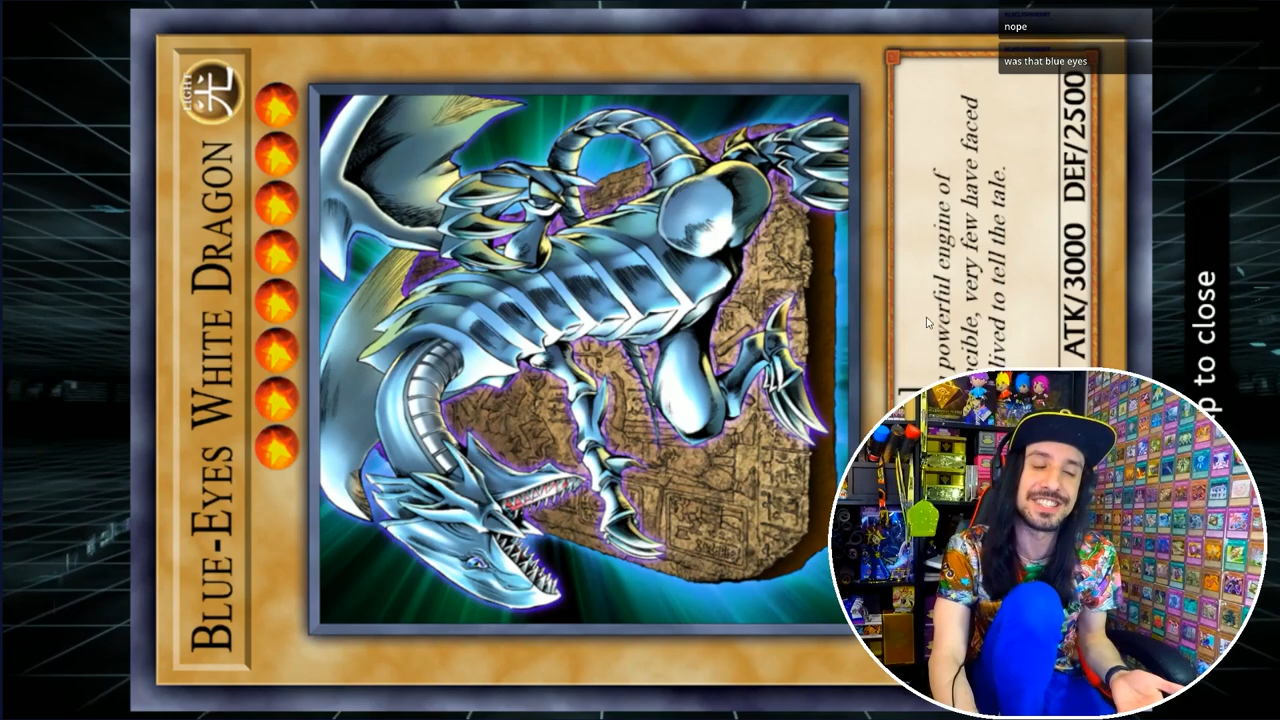 BLUE-EYES WHITE DRAGON
LIGHT
光
powerful engine of
cible, very few have faced
lived to tell the tale.
ATK/3000 DEF/2500
to close
nope
was that blue eyes